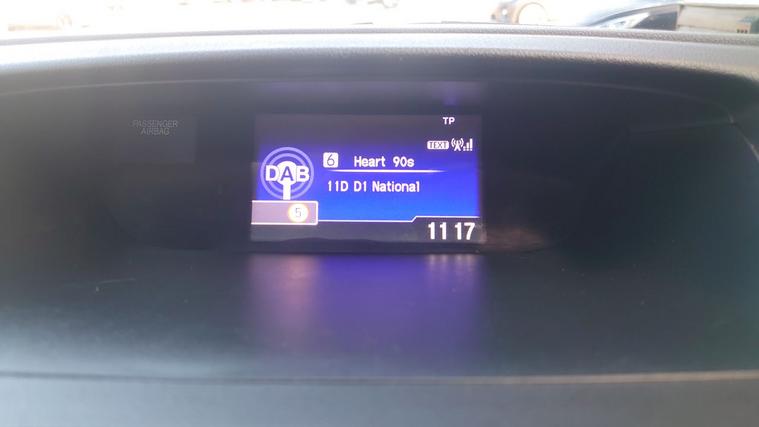 PASSENGER
AIRBAG
TP
TEXT
DAB
6 Heart 90s
11D D1 National
5
11 17